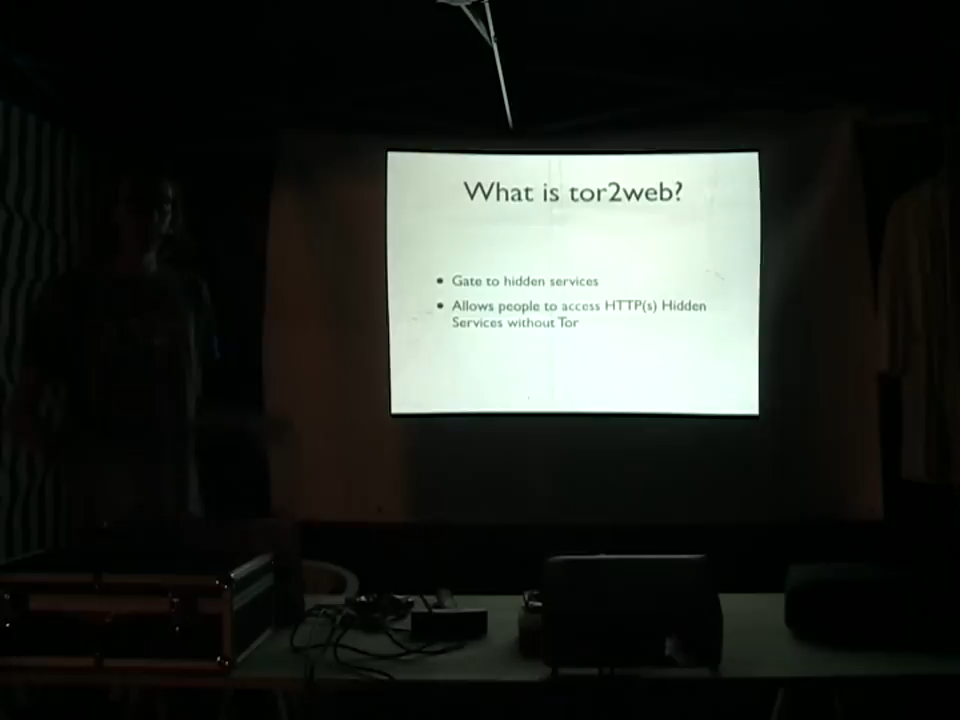 What is tor2web?
• Gate to hidden services
• Allows people to access HTTP(s) Hidden
Services without Tor